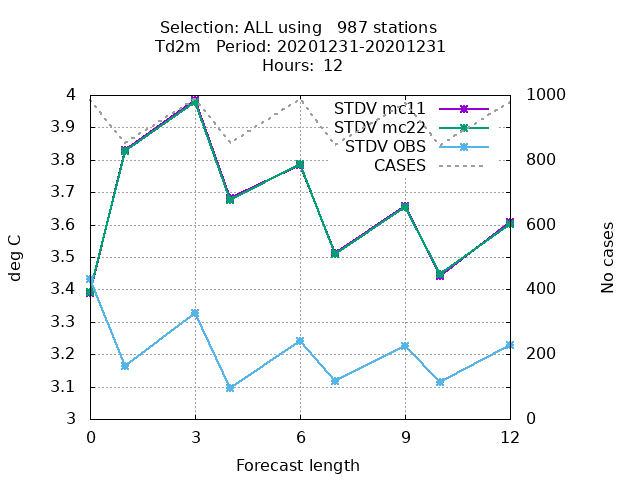 Selection: ALL using   987 stations
Td2m   Period: 20201231-20201231
Hours: 12
4
3.9
3.8
3.7
3.6
3.5
3.4
3.3
3.2
3.1
3
1000
800
600
400
200
0
0
3
6
9
12
deg C
No cases
Forecast length
STDV mc11
STDV mc22
STDV OBS
CASES